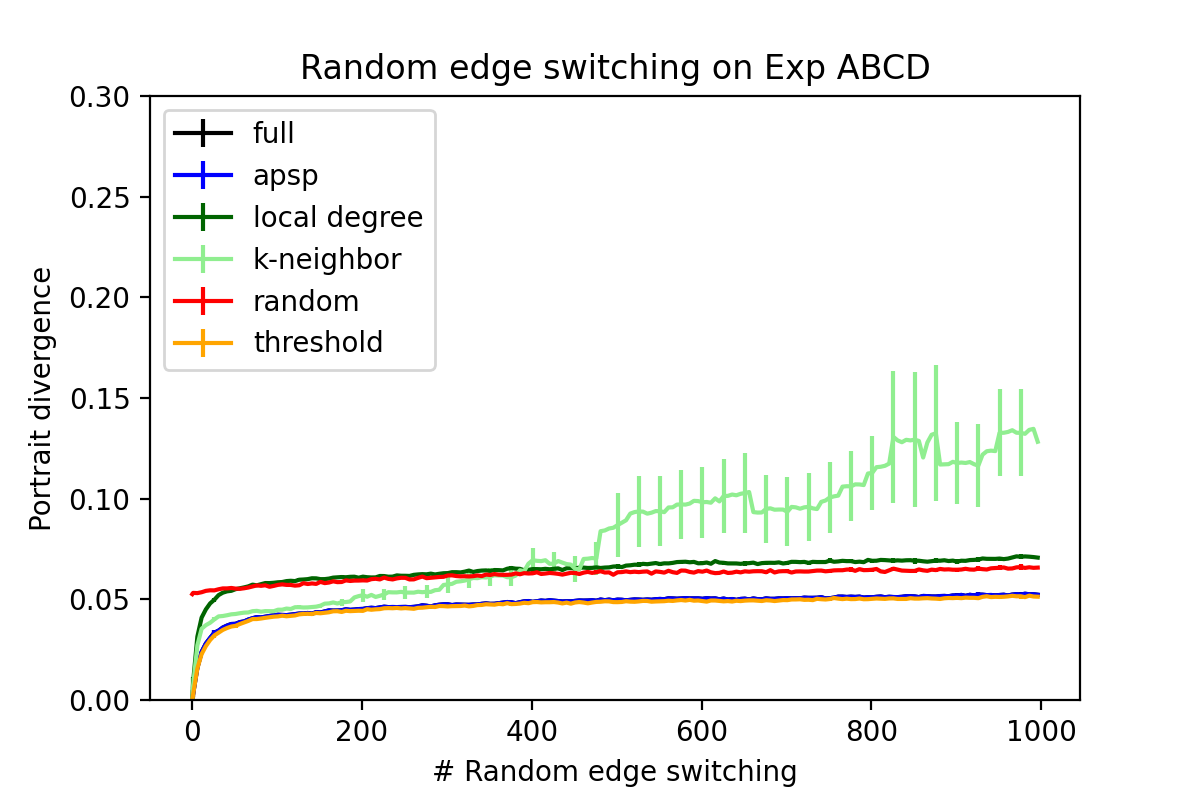 Random edge switching on Exp ABCD
0.30
0.25
0.20
0.15
0.10
0.05
0.00
Portrait divergence
full
apsp
local degree
k-neighbor
random
threshold
0
200
400
600
800
1000
# Random edge switching